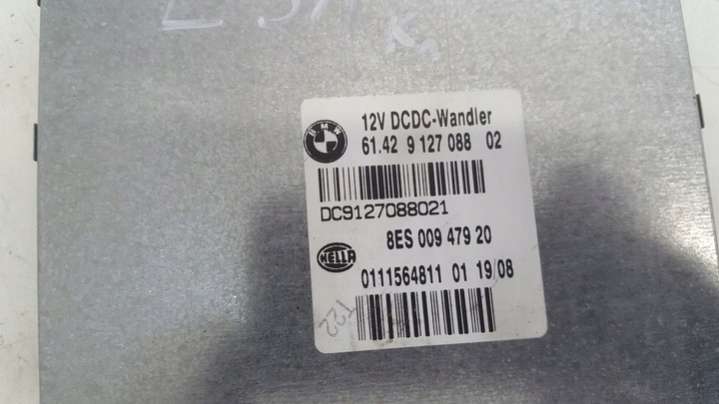 BMW
12V DCDC-Wandler
61.42 9 127 088 02
DC9127088021
8ES 009 479 20
HELLA
0111564811 01 19/08
T22